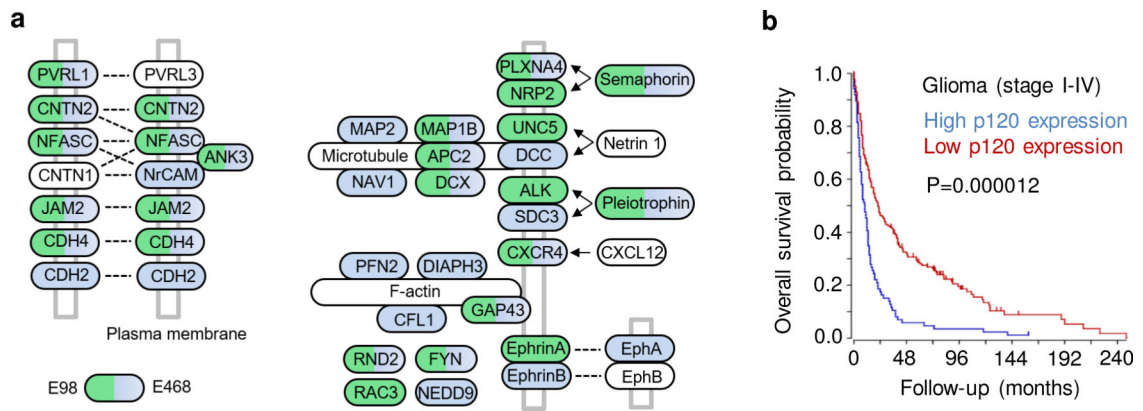 a
PVRL1 PVRL3
CNTN2 CNTN2
NFASC NFASC
ANK3
CNTN1 NrCAM
JAM2 JAM2
CDH4 CDH4
CDH2 CDH2
Plasma membrane
E98 E468
MAP2 MAP1B
Microtubule APC2
NAV1 DCX
PLXNA4 Semaphorin
NRP2
UNC5 Netrin 1
DCC
ALK Pleiotrophin
SDC3
CXCR4 CXCL12
PFN2 DIAPH3
F-actin
GAP43
CFL1
RND2 FYN
RAC3 NEDD9
EphrinA EphA
EphrinB EphB
b
Glioma (stage I-IV)
High p120 expression
Low p120 expression
P=0.000012
Overall survival probability
1.0
0.8
0.6
0.4
0.2
0.0
0 48 96 144 192 240
Follow-up (months)